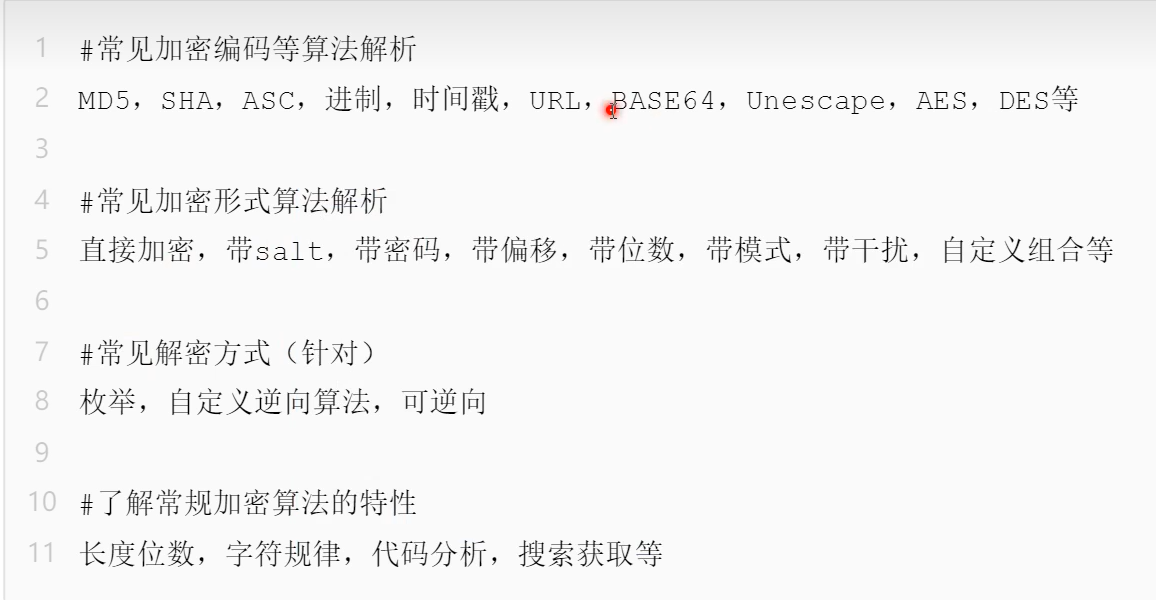 1 #常见加密编码等算法解析
2 MD5，SHA，ASC，进制，时间戳，URL，BASE64，Unescape，AES，DES等
3
4 #常见加密形式算法解析
5 直接加密，带salt，带密码，带偏移，带位数，带模式，带干扰，自定义组合等
6
7 #常见解密方式（针对）
8 枚举，自定义逆向算法，可逆向
9
10 #了解常规加密算法的特性
11 长度位数，字符规律，代码分析，搜索获取等